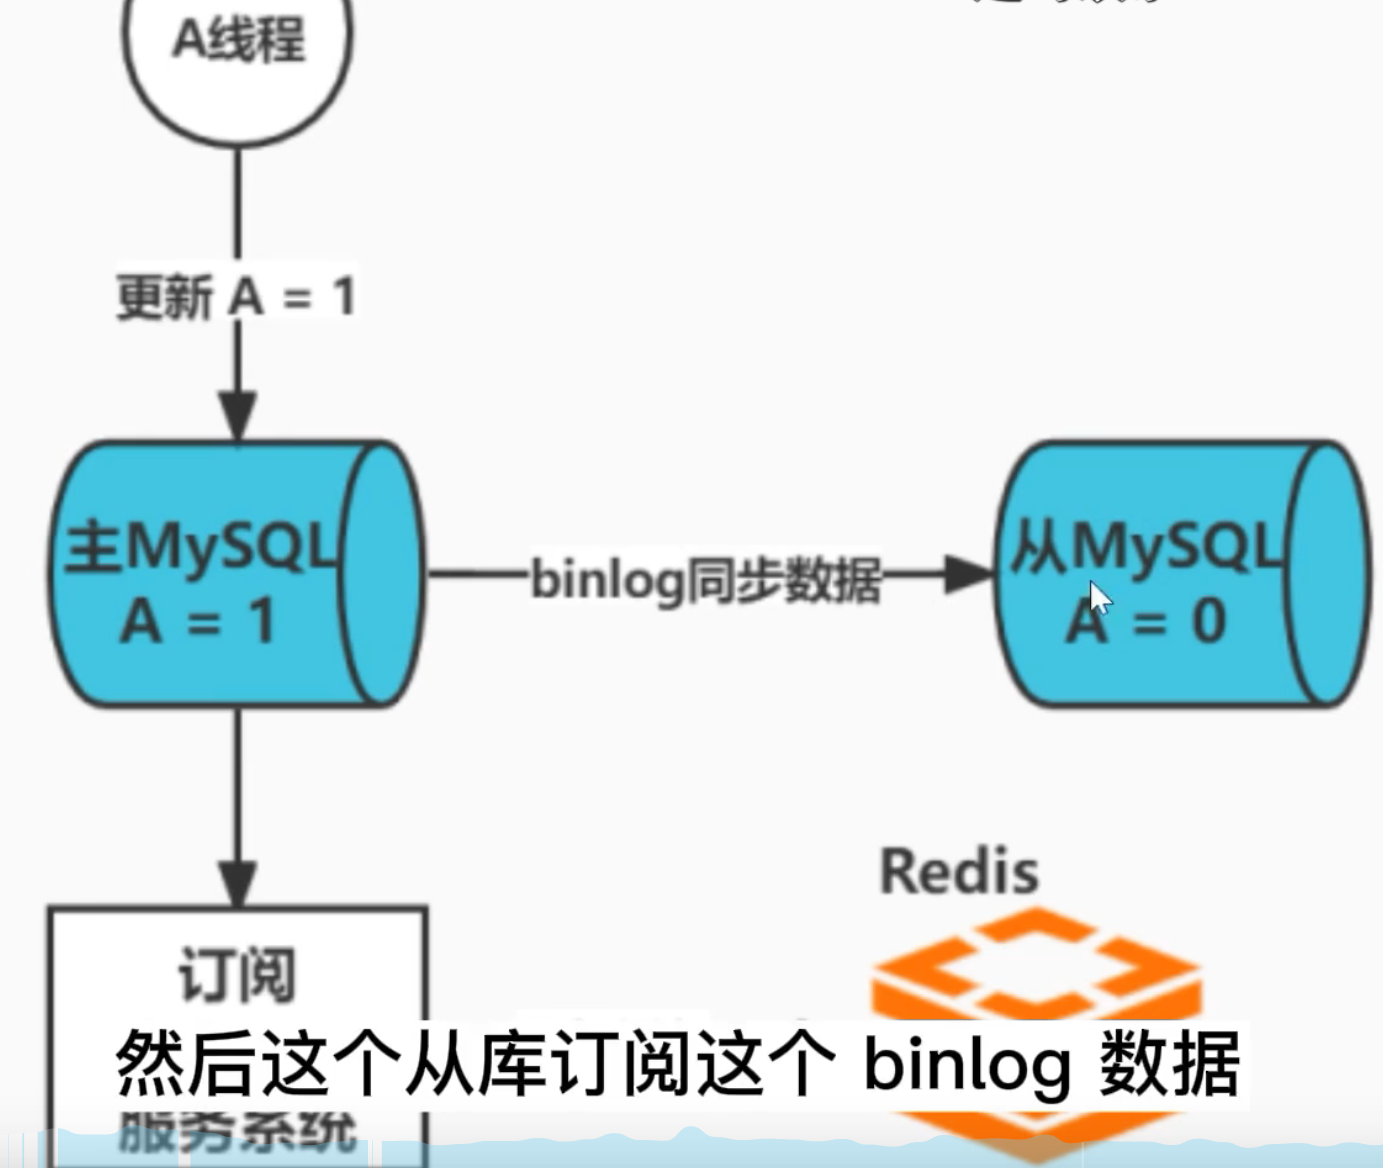 A线程
更新 A = 1
主MySQL
A = 1
binlog同步数据
从MySQL
A = 0
Redis
订阅
然后这个从库订阅这个 binlog 数据
服务系统